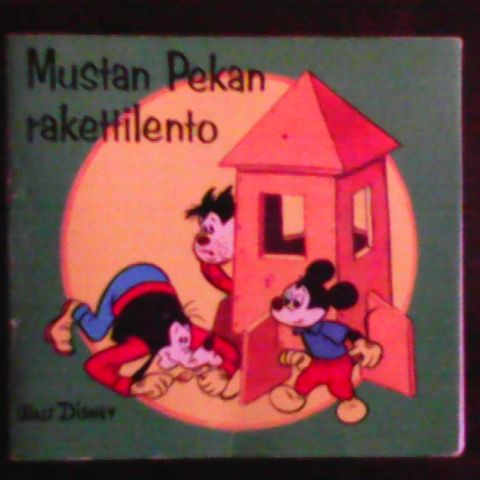 Mustan Pekan
rakettilento
WALT DISNEY